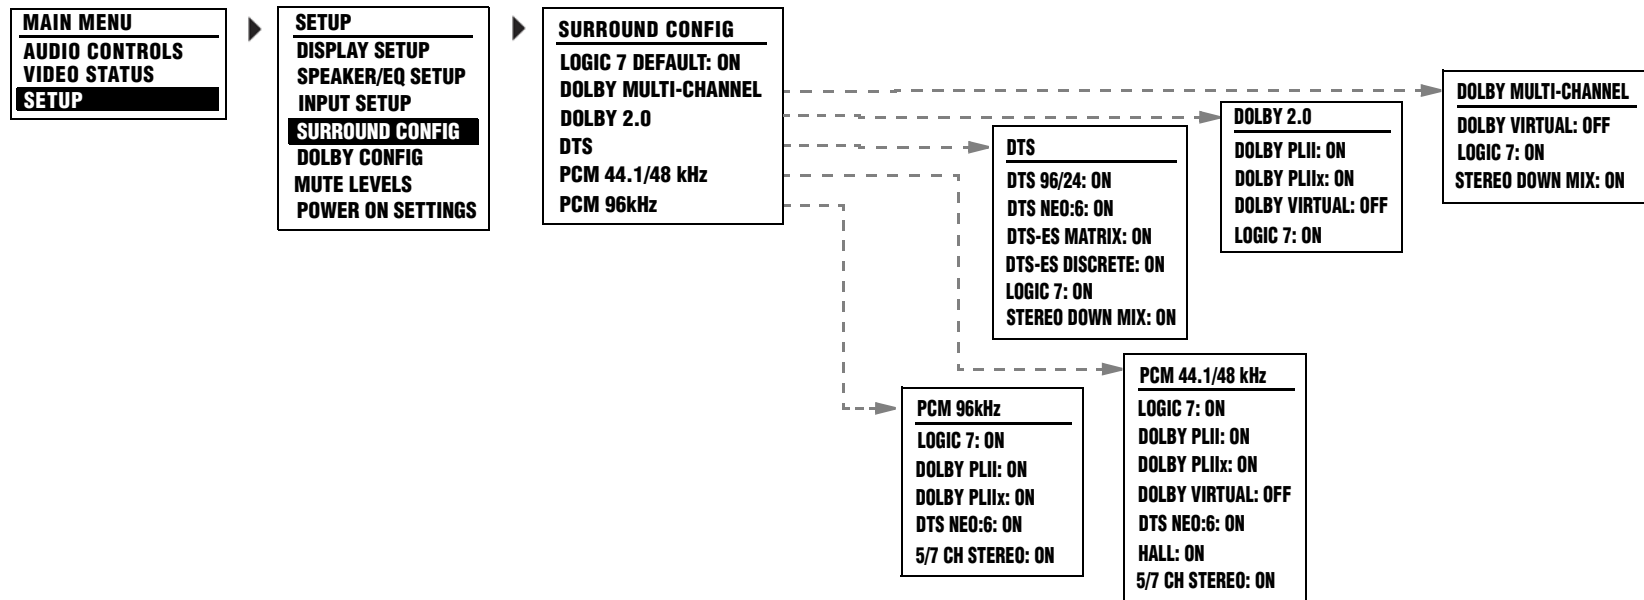 MAIN MENU
AUDIO CONTROLS
VIDEO STATUS
SETUP
SETUP
DISPLAY SETUP
SPEAKER/EQ SETUP
INPUT SETUP
SURROUND CONFIG
DOLBY CONFIG
MUTE LEVELS
POWER ON SETTINGS
SURROUND CONFIG
LOGIC 7 DEFAULT: ON
DOLBY MULTI-CHANNEL
DOLBY 2.0
DTS
PCM 44.1/48 kHz
PCM 96kHz
DOLBY MULTI-CHANNEL
DOLBY VIRTUAL: OFF
LOGIC 7: ON
STEREO DOWN MIX: ON
DOLBY 2.0
DOLBY PLII: ON
DOLBY PLIIx: ON
DOLBY VIRTUAL: OFF
LOGIC 7: ON
DTS
DTS 96/24: ON
DTS NEO:6: ON
DTS-ES MATRIX: ON
DTS-ES DISCRETE: ON
LOGIC 7: ON
STEREO DOWN MIX: ON
PCM 44.1/48 kHz
LOGIC 7: ON
DOLBY PLII: ON
DOLBY PLIIx: ON
DOLBY VIRTUAL: OFF
DTS NEO:6: ON
HALL: ON
5/7 CH STEREO: ON
PCM 96kHz
LOGIC 7: ON
DOLBY PLII: ON
DOLBY PLIIx: ON
DTS NEO:6: ON
5/7 CH STEREO: ON